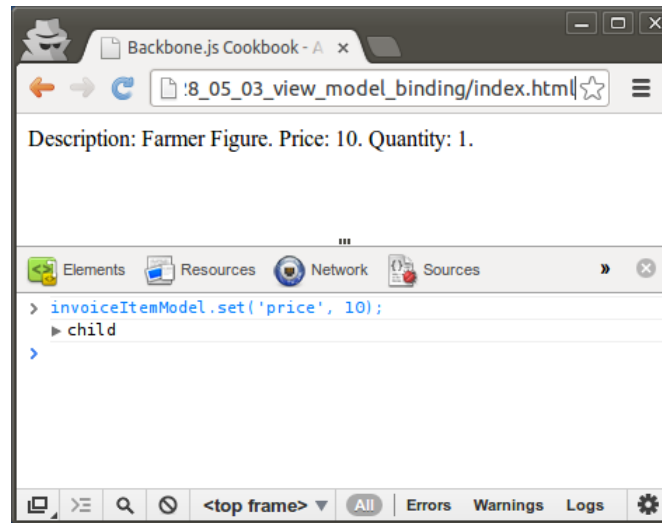 Backbone.js Cookbook - A
:8_05_03_view_model_binding/index.html
Description: Farmer Figure. Price: 10. Quantity: 1.
Elements Resources Network Sources »
> invoiceItemModel.set('price', 10);
▶ child
>
<top frame> ▼ All Errors Warnings Logs